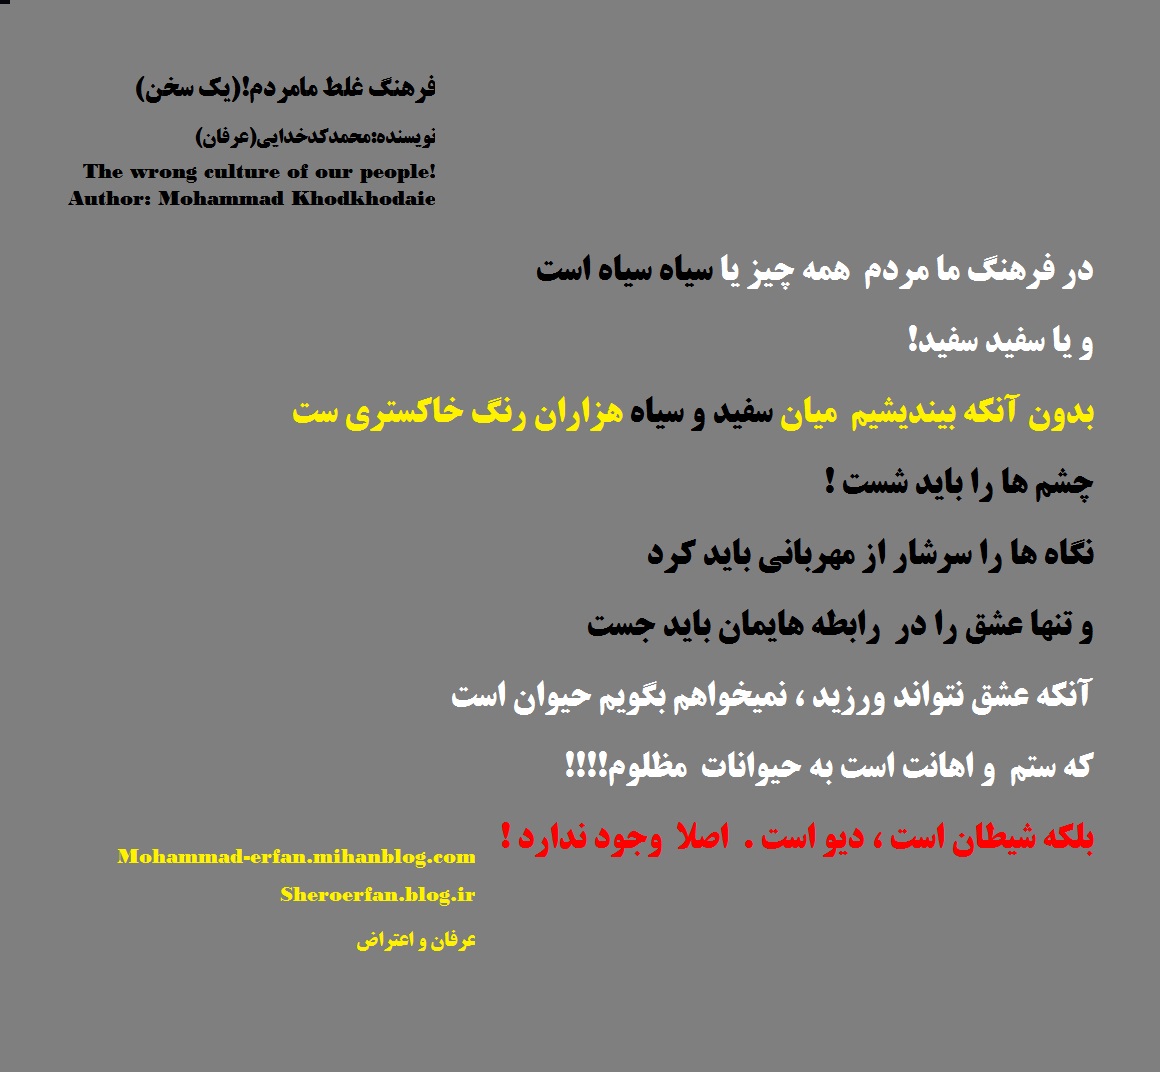 فرهنگ غلط مامردم!(یک سخن)
نویسنده:محمدکدخدایی(عرفان)
The wrong culture of our people!
Author: Mohammad Khodkhodaie
در فرهنگ ما مردم همه چیز یا سیاه سیاه است
و یا سفید سفید!
بدون آنکه بیندیشیم میان سفید و سیاه هزاران رنگ خاکستری ست
چشم ها را باید شست !
نگاه ها را سرشار از مهربانی باید کرد
و تنها عشق را در رابطه هایمان باید جست
آنکه عشق نتواند ورزید ، نمیخواهم بگویم حیوان است
که ستم و اهانت است به حیوانات مظلوم!!!!
بلکه شیطان است ، دیو است . اصلا وجود ندارد !
Mohammad-erfan.mihanblog.com
Sheroerfan.blog.ir
عرفان و اعتراض